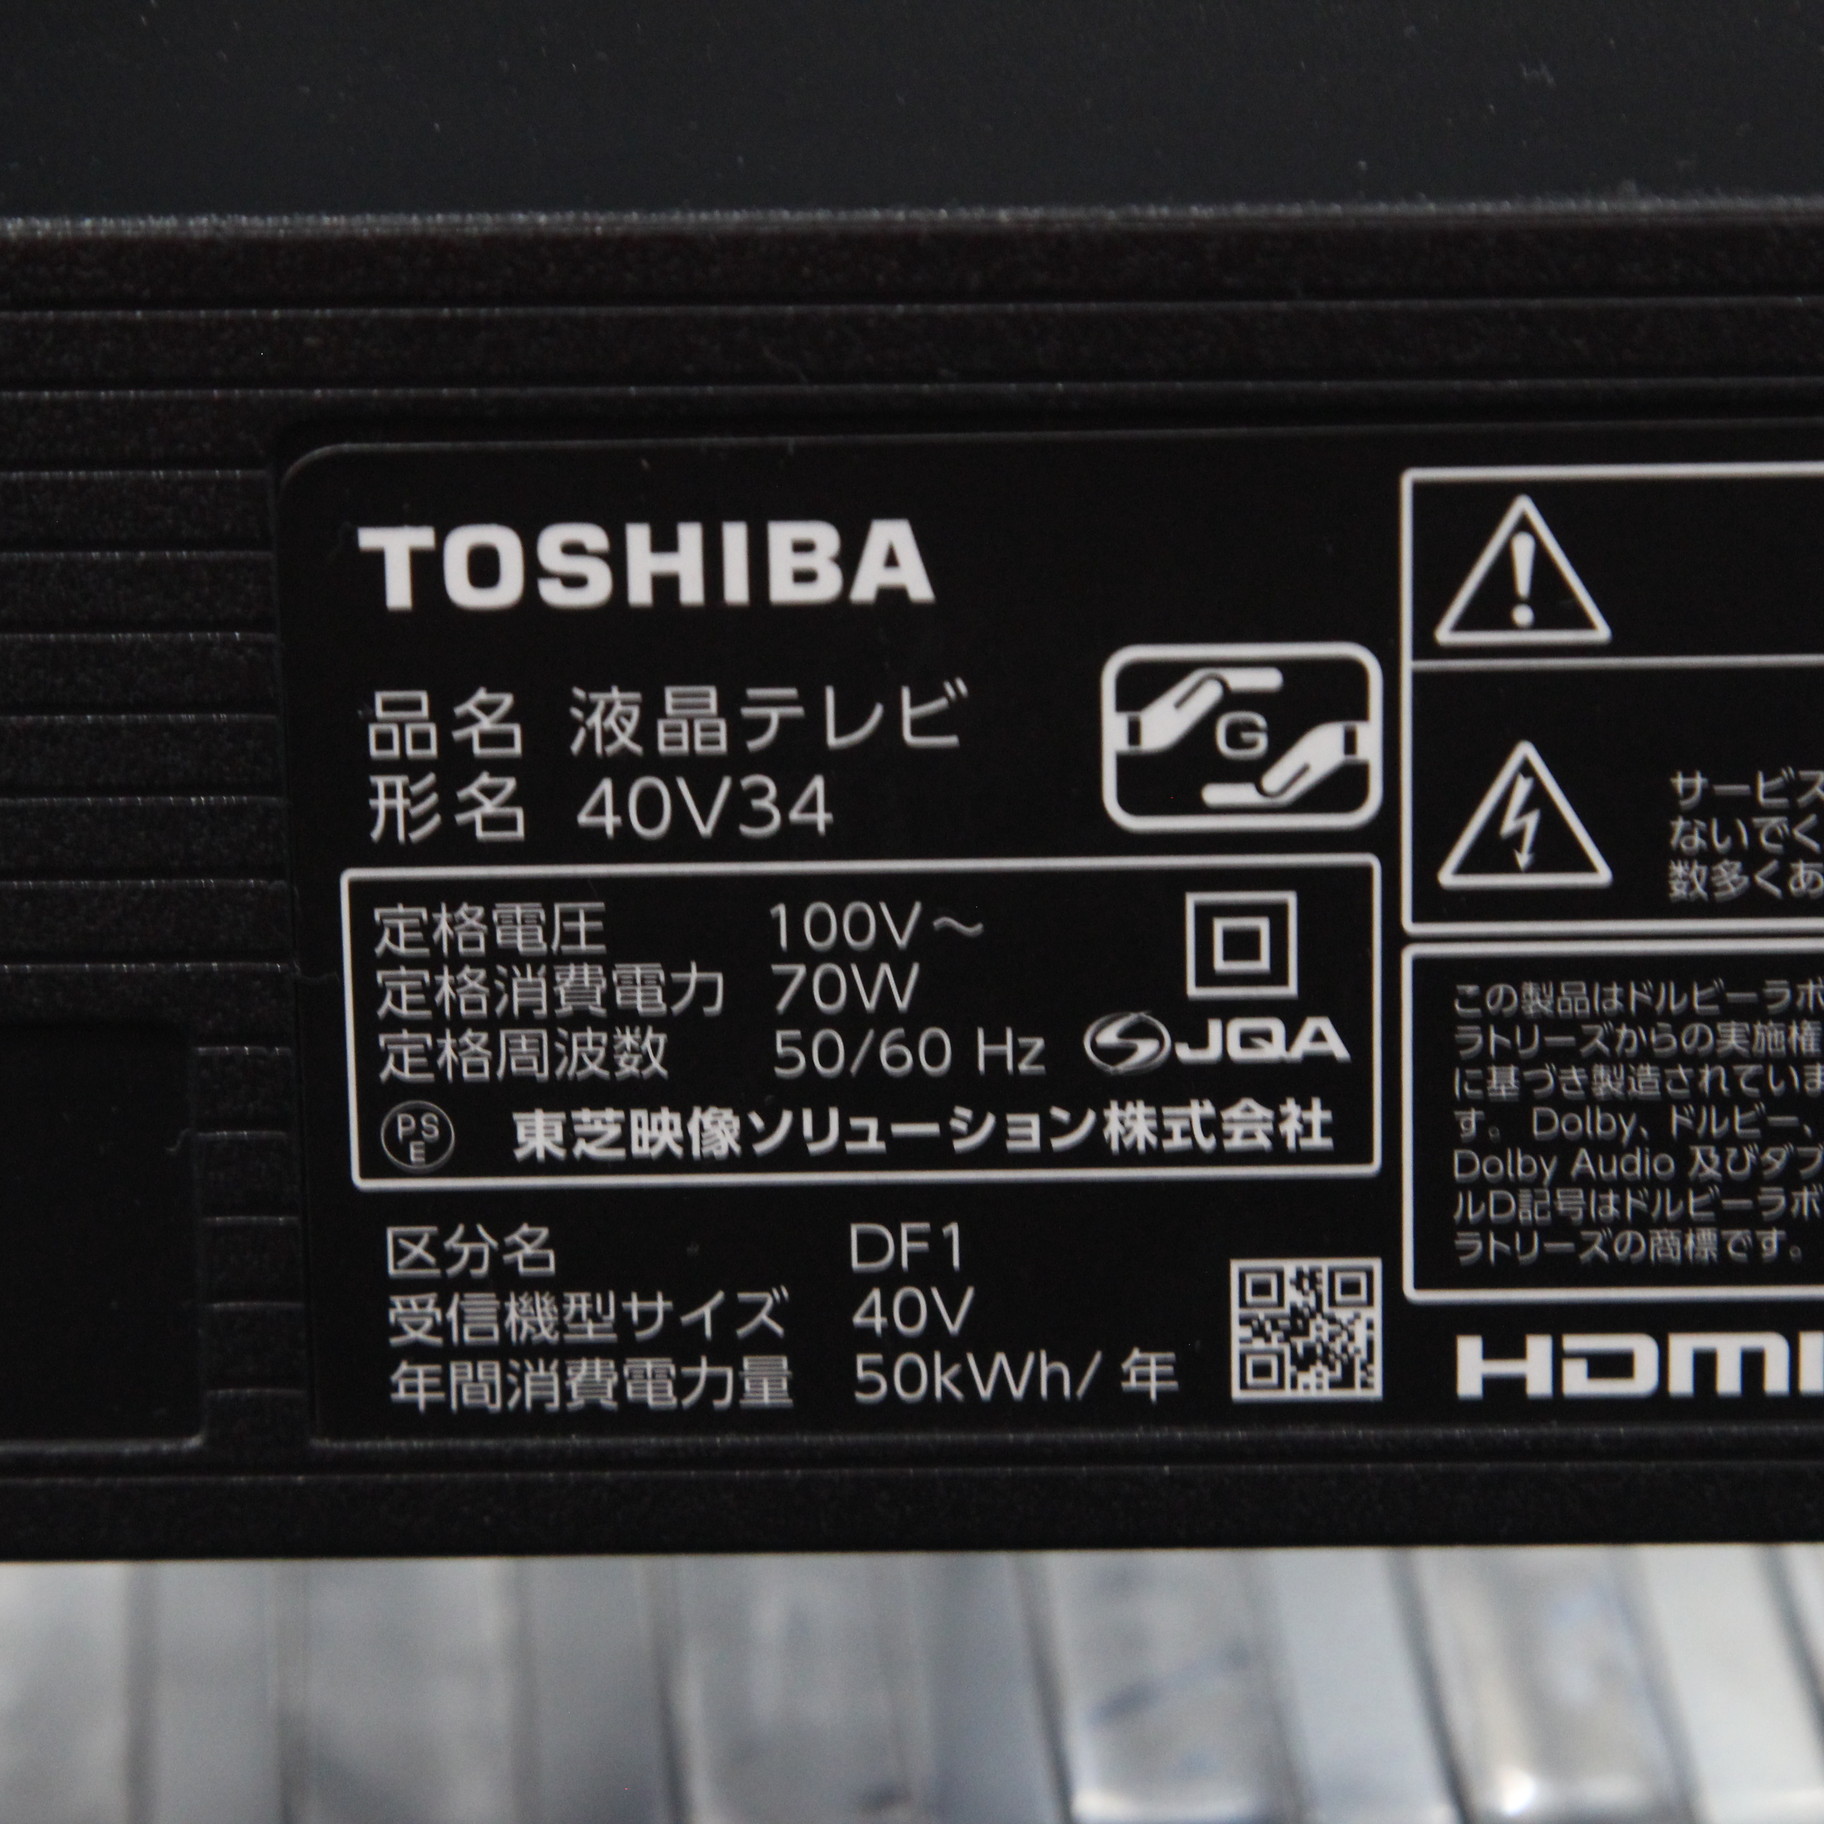 TOSHIBA
品名 液晶テレビ
形名 40V34
G
定格電圧 100V～
定格消費電力 70W
定格周波数 50/60 Hz
JQA
PS
E
東芝映像ソリューション株式会社
区分名 DF1
受信機型サイズ 40V
年間消費電力量 50kWh/ 年
サービス
ないでく
数多くあ
この製品はドルビーラボ
ラトリーズからの実施権
に基づき製造されていま
す。 Dolby、ドルビー、
Dolby Audio 及びダブ
ルD記号はドルビーラボ
ラトリーズの商標です。
HDMI